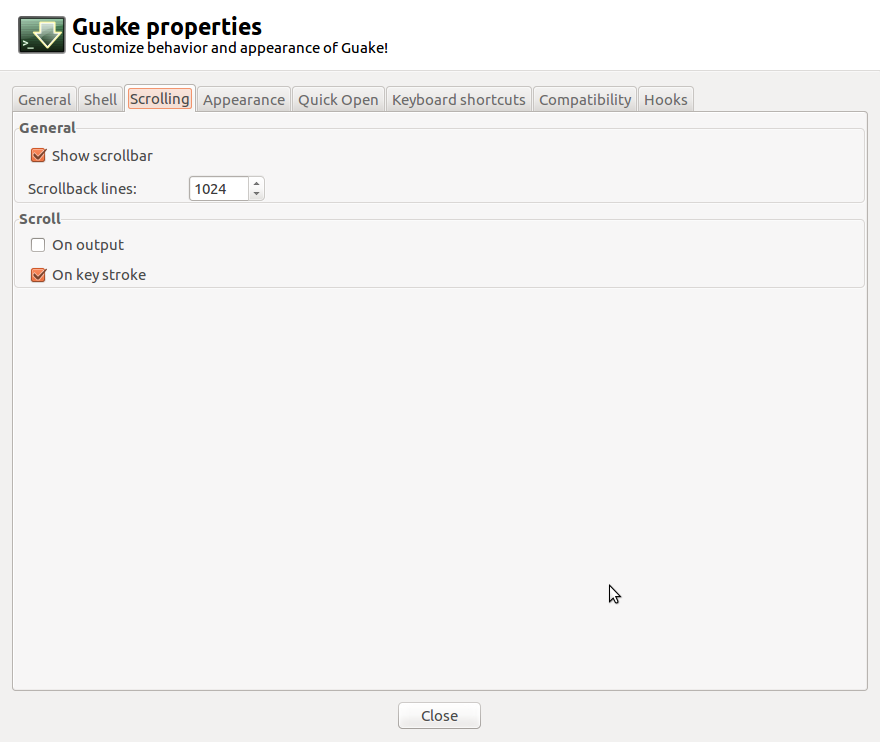 Guake properties
Customize behavior and appearance of Guake!
General Shell Scrolling Appearance Quick Open Keyboard shortcuts Compatibility Hooks
General
Show scrollbar
Scrollback lines: 1024
Scroll
On output
On key stroke
Close